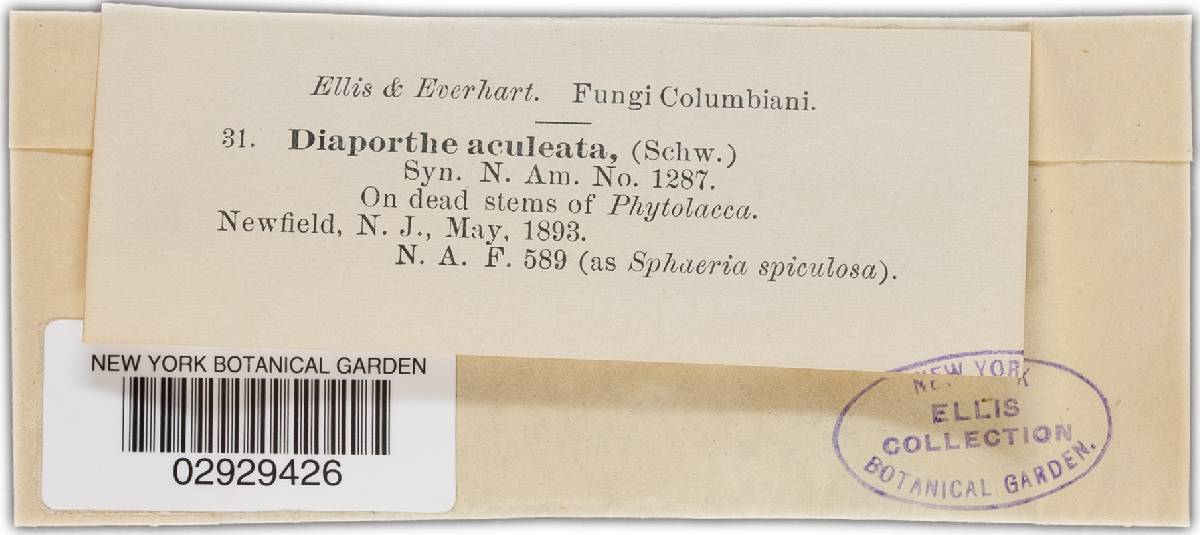 Ellis & Everhart. Fungi Columbiani.
31. Diaporthe aculeata, (Schw.)
Syn. N. Am. No. 1287.
On dead stems of Phytolacca.
Newfield, N. J., May, 1893.
N. A. F. 589 (as Sphaeria spiculosa).
NEW YORK BOTANICAL GARDEN
02929426
NEW YORK
ELLIS
COLLECTION
BOTANICAL GARDEN.